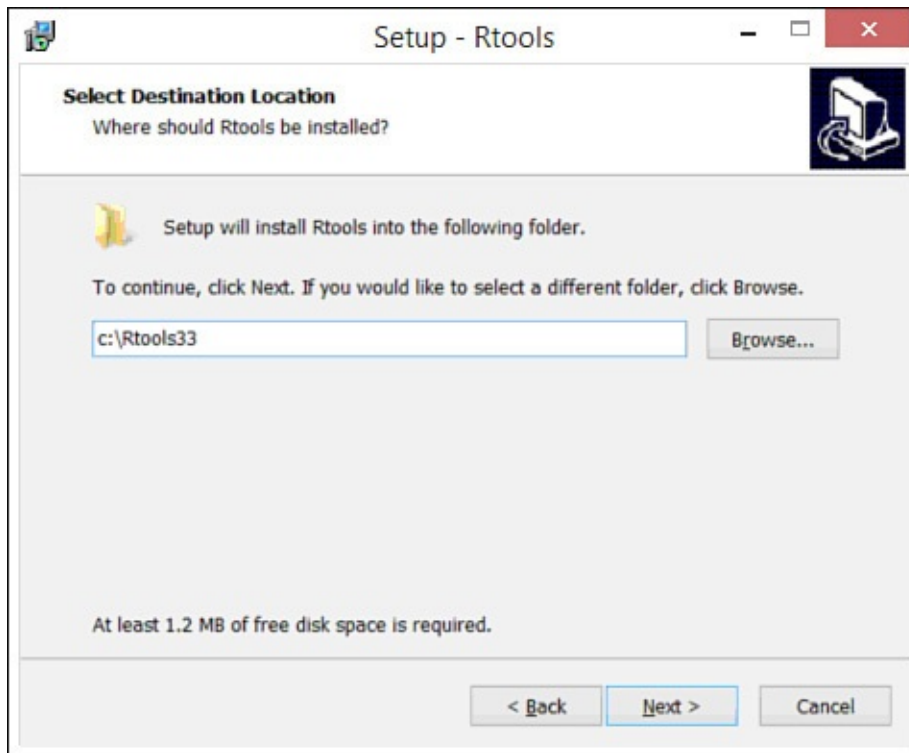 Setup - Rtools
Select Destination Location
Where should Rtools be installed?
Setup will install Rtools into the following folder.
To continue, click Next. If you would like to select a different folder, click Browse.
c:\Rtools33
Browse...
At least 1.2 MB of free disk space is required.
< Back
Next >
Cancel